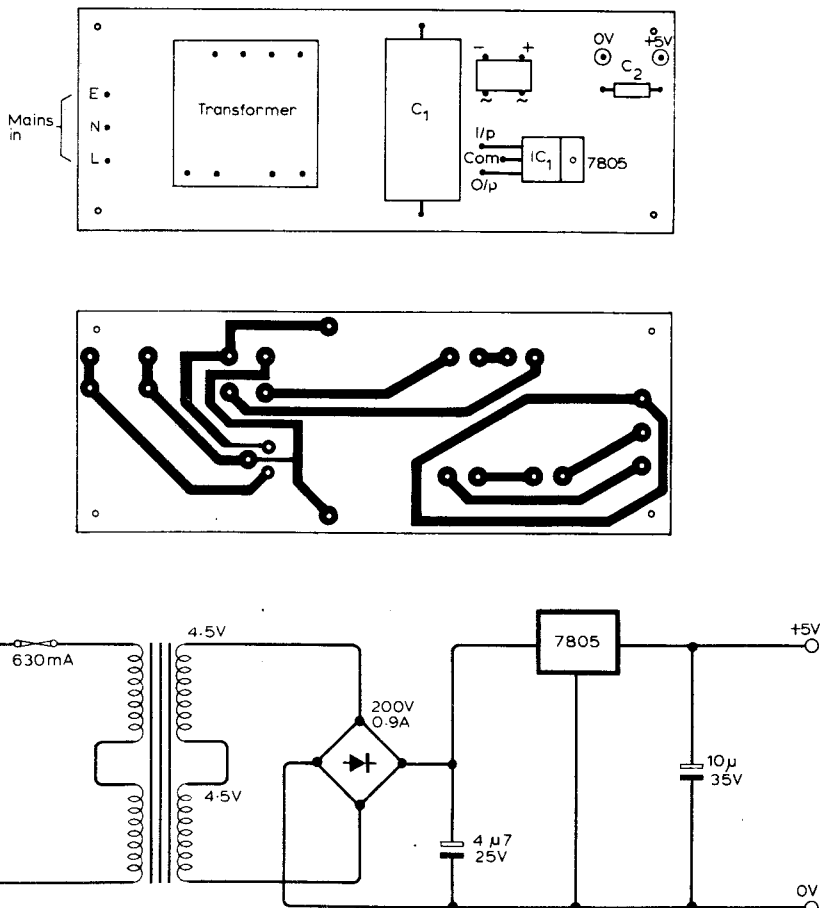 0V
+5V
- +
C2
E
N
L
Mains
in
Transformer
C1
~ ~
I/p
Com
O/p
IC1
7805
4.5V
630mA
7805
+5V
200V
0.9A
4.5V
10µ
35V
4µ7
25V
0V